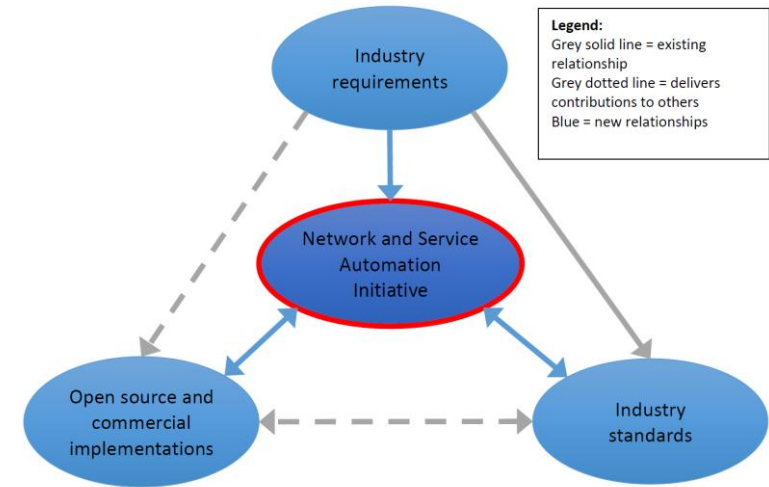 Industry
requirements
Legend:
Grey solid line = existing
relationship
Grey dotted line = delivers
contributions to others
Blue = new relationships
Network and Service
Automation
Initiative
Open source and
commercial
implementations
Industry
standards